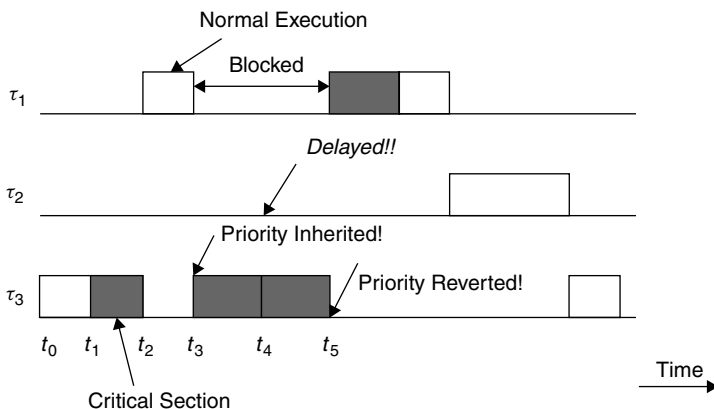 Normal Execution
Blocked
τ1
Delayed!!
τ2
Priority Inherited!
Priority Reverted!
τ3
t0 t1 t2 t3 t4 t5
Time
Critical Section